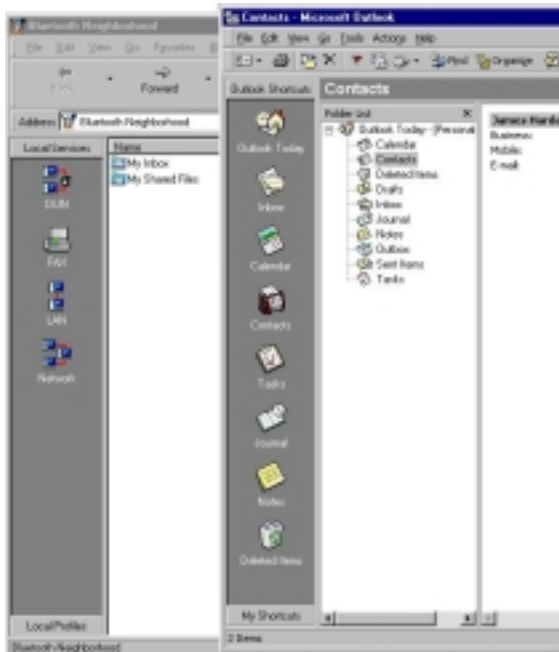 Bluetooth Neighborhood
File Edit View Go Favorites
Back Forward
Address Bluetooth Neighborhood
Local Services
DUN
FAX
LAN
Network
Local Profiles
Name
My Inbox
My Shared Files
Bluetooth Neighborhood
Contacts - Microsoft Outlook
File Edit View Go Tools Actions Help
Find Organize
Outlook Shortcuts
Outlook Today
Inbox
Calendar
Contacts
Tasks
Journal
Notes
Deleted Items
My Shortcuts
Contacts
Folder List
Outlook Today - [Personal
Calendar
Contacts
Deleted Items
Drafts
Inbox
Journal
Notes
Outbox
Sent Items
Tasks
James
Business:
Mobile:
E-mail:
2 Items